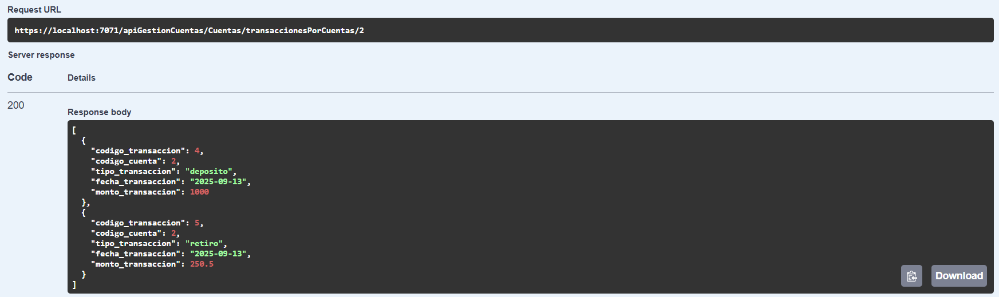 Request URL
https://localhost:7071/apiGestionCuentas/Cuentas/transaccionesPorCuentas/2
Server response
Code Details
200
Response body
[
  {
    "codigo_transaccion": 4,
    "codigo_cuenta": 2,
    "tipo_transaccion": "deposito",
    "fecha_transaccion": "2025-09-13",
    "monto_transaccion": 1000
  },
  {
    "codigo_transaccion": 5,
    "codigo_cuenta": 2,
    "tipo_transaccion": "retiro",
    "fecha_transaccion": "2025-09-13",
    "monto_transaccion": 250.5
  }
]
Download